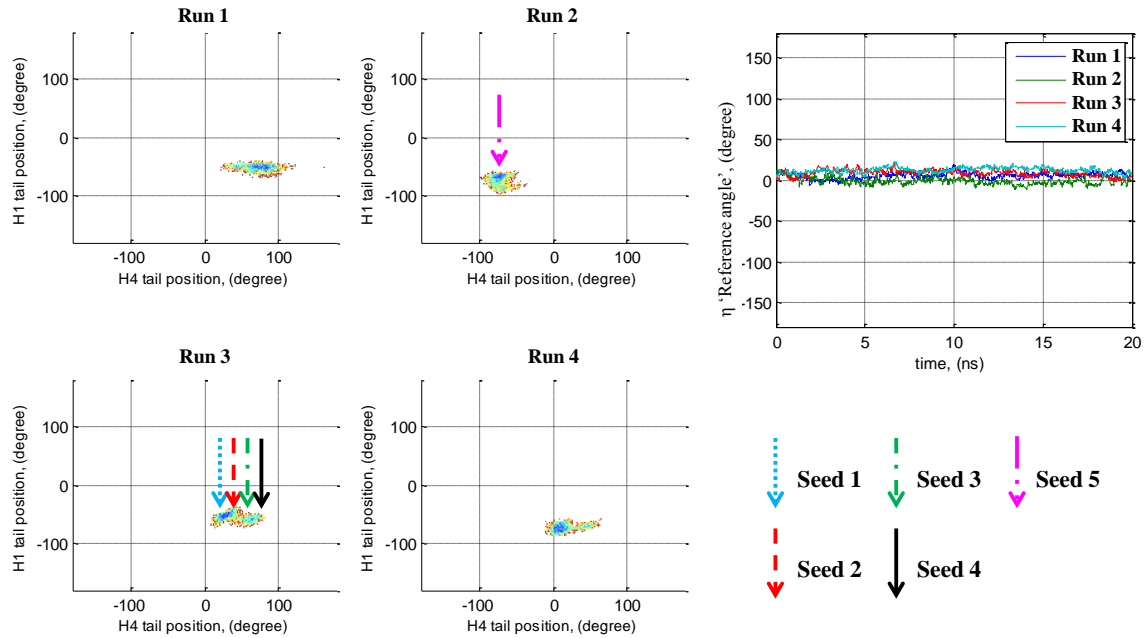 Run 1
100
0
-100
-100
0
100
H1 tail position, (degree)
H4 tail position, (degree)
Run 2
100
0
-100
-100
0
100
H1 tail position, (degree)
H4 tail position, (degree)
150
100
50
0
-50
-100
-150
0
5
10
15
20
η ‘Reference angle’, (degree)
time, (ns)
Run 1
Run 2
Run 3
Run 4
Run 3
100
0
-100
-100
0
100
H1 tail position, (degree)
H4 tail position, (degree)
Run 4
100
0
-100
-100
0
100
H1 tail position, (degree)
H4 tail position, (degree)
Seed 1
Seed 3
Seed 5
Seed 2
Seed 4